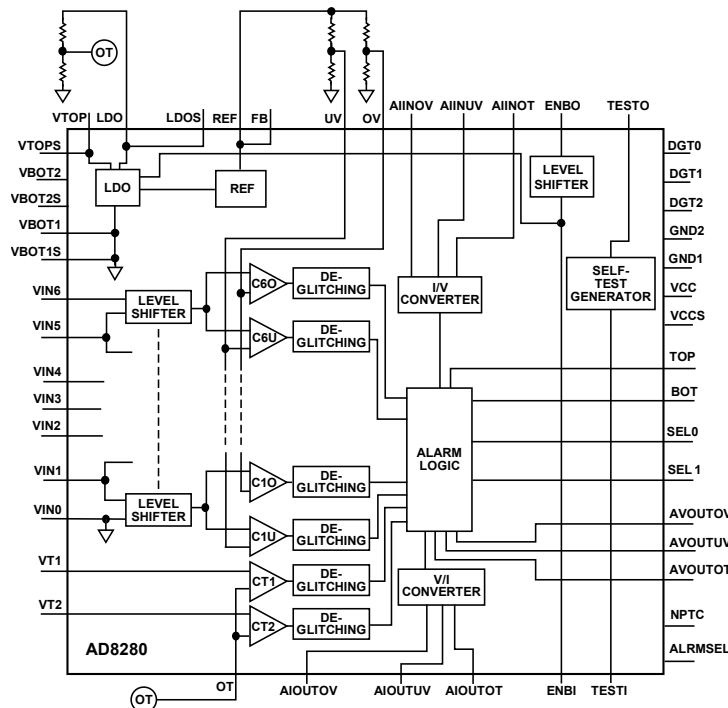 OT
VTOP LDO LDOS REF FB UV OV AIINOV AIINUV AIINOT ENBO TESTO
VTOPS
VBOT2
VBOT2S
VBOT1
VBOT1S
VIN6
VIN5
VIN4
VIN3
VIN2
VIN1
VIN0
VT1
VT2
LDO
REF
LEVEL
SHIFTER
LEVEL
SHIFTER
C6O
C6U
C1O
C1U
CT1
CT2
DE-
GLITCHING
DE-
GLITCHING
DE-
GLITCHING
DE-
GLITCHING
DE-
GLITCHING
DE-
GLITCHING
I/V
CONVERTER
ALARM
LOGIC
V/I
CONVERTER
LEVEL
SHIFTER
SELF-
TEST
GENERATOR
DGT0
DGT1
DGT2
GND2
GND1
VCC
VCCS
TOP
BOT
SEL0
SEL1
AVOUTOV
AVOUTUV
AVOUTOT
NPTC
ALRMSEL
AD8280
OT
OT
AIOUTOV AIOUTUV AIOUTOT ENBI TESTI